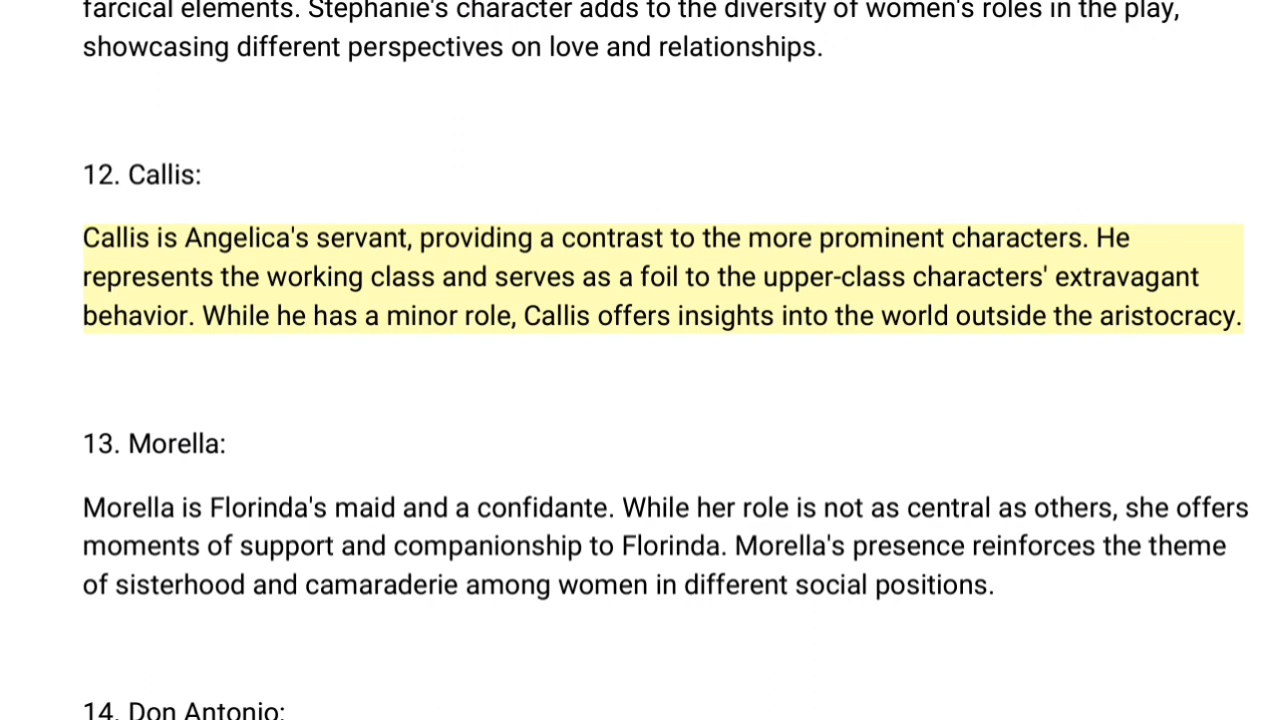 farcical elements. Stephanie's character adds to the diversity of women's roles in the play,
showcasing different perspectives on love and relationships.
12. Callis:
Callis is Angelica's servant, providing a contrast to the more prominent characters. He
represents the working class and serves as a foil to the upper-class characters' extravagant
behavior. While he has a minor role, Callis offers insights into the world outside the aristocracy.
13. Morella:
Morella is Florinda's maid and a confidante. While her role is not as central as others, she offers
moments of support and companionship to Florinda. Morella's presence reinforces the theme
of sisterhood and camaraderie among women in different social positions.
14. Don Antonio: